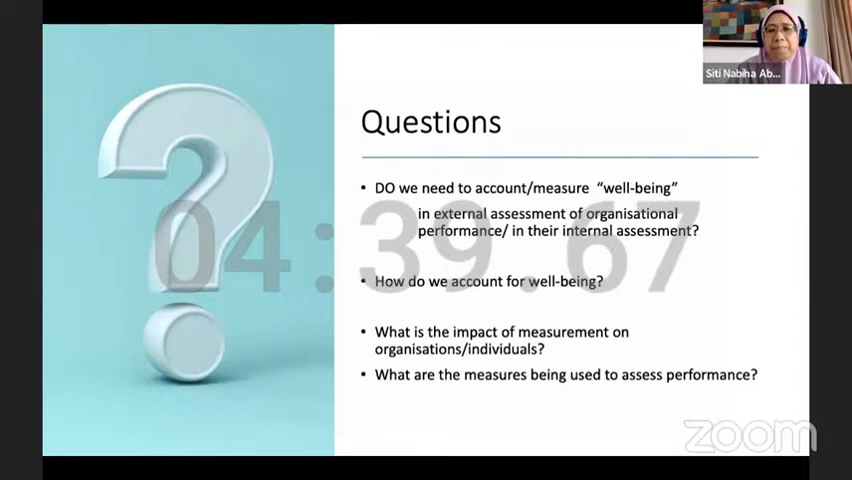 Siti Nabiha Ab...
Questions
• DO we need to account/measure “well-being”
in external assessment of organisational
performance/ in their internal assessment?
04:39.67
• How do we account for well-being?
• What is the impact of measurement on
organisations/individuals?
• What are the measures being used to assess performance?
zoom